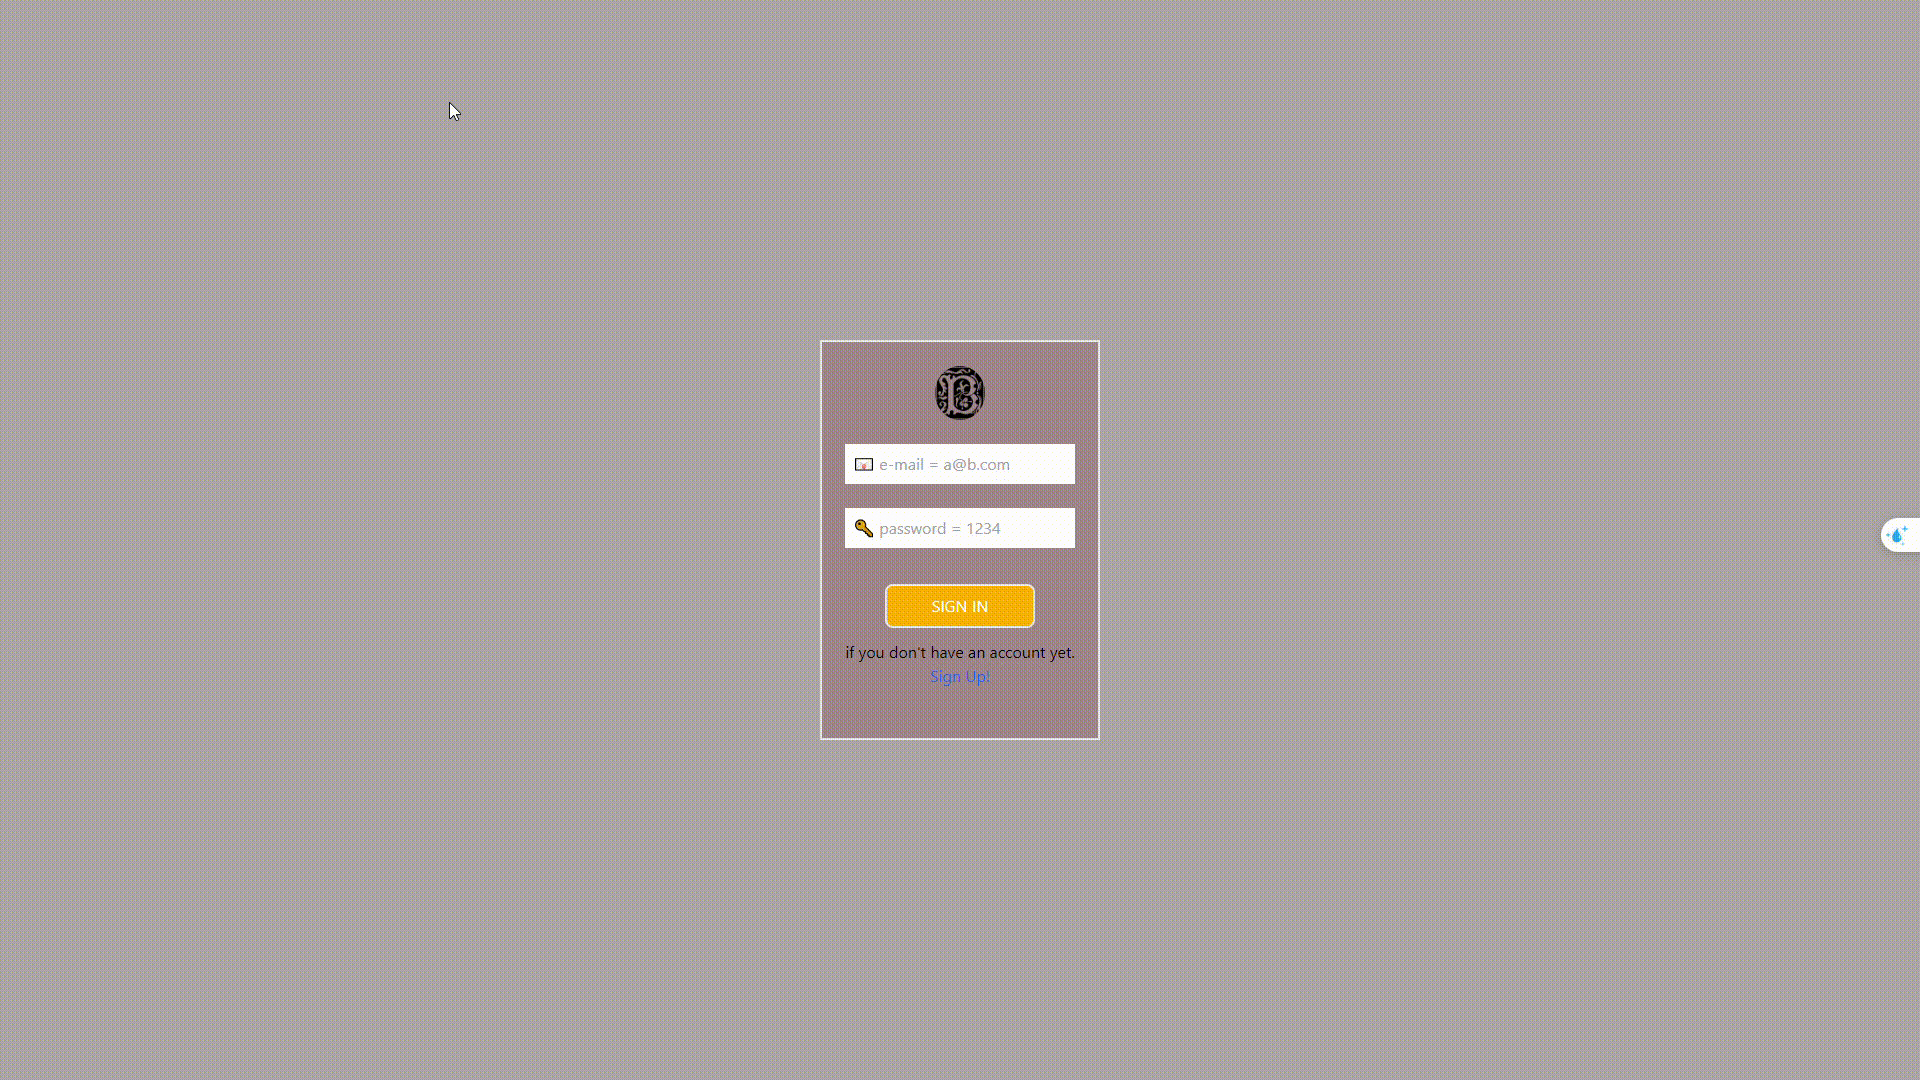 B
e-mail = a@b.com
password = 1234
SIGN IN
if you don't have an account yet.
Sign Up!